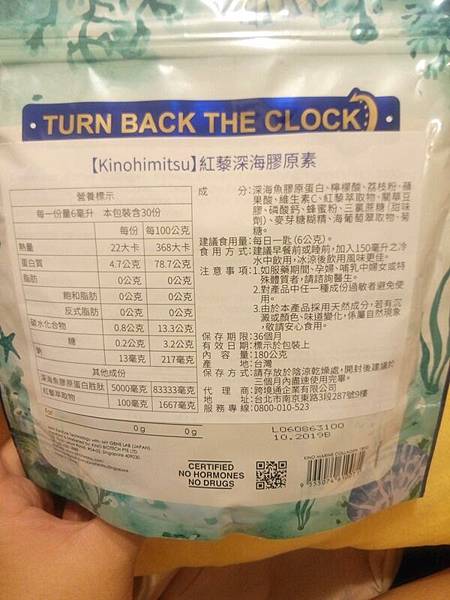 TURN BACK THE CLOCK
【Kinohimitsu】紅藜深海膠原素
營養標示
每一份量6毫升 本包裝含30份
每份 每100公克
熱量 22大卡 368大卡
蛋白質 4.7公克 78.7公克
脂肪 0公克 0公克
飽和脂肪 0公克 0公克
反式脂肪 0公克 0公克
碳水化合物 0.8公克 13.3公克
糖 0.2公克 3.2公克
鈉 13毫克 217毫克
其他成份
深海魚膠原蛋白胜肽 5000毫克 83333毫克
紅藜萃取物 100毫克 1667毫克
成分:深海魚膠原蛋白、檸檬酸、荔枝粉、蘋
果酸、維生素C、紅藜萃取物、關華豆
膠、磷酸鈣、蜂蜜粉、三氯蔗糖(甜味
劑)、麥芽糖糊精、海葡萄萃取物、菊
糖。
建議食用量:每日一匙(6公克)。
食用方式:建議早餐前或睡前,加入150毫升之冷
水中飲用,冰涼後飲用風味更佳。
注意事項:1.如服藥期間、孕婦、哺乳中婦女或特
殊體質者,請諮詢醫生。
2.對產品中任一種成份過敏者避免使
用。
3.由於本產品採用天然成分,若有沉
澱或顏色、味道變化,係屬自然現象
,敬請安心食用。
保存期限:36個月
有效日期:標示於包裝上
內容量:180公克
產地:台灣
保存方式:請存放於陰涼乾燥處,開封後建議於
三個月內盡速使用完畢。
代理商:跨境通企業有限公司
地址:台北市南京東路3段287號9樓
服務專線:0800-010-523
0 g 0 g
L060863100
10.2019B
CERTIFIED
NO HORMONES
NO DRUGS